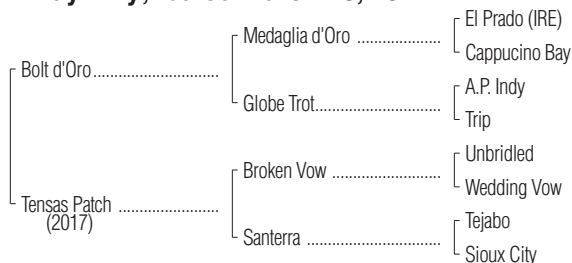 El Prado (IRE)
Medaglia d'Oro
Cappucino Bay
Bolt d'Oro
A.P. Indy
Globe Trot
Trip
Unbridled
Broken Vow
Wedding Vow
Tensas Patch
(2017)
Tejabo
Santerra
Sioux City